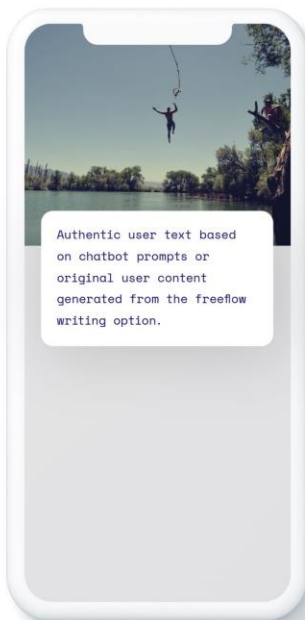 Authentic user text based
on chatbot prompts or
original user content
generated from the freeflow
writing option.